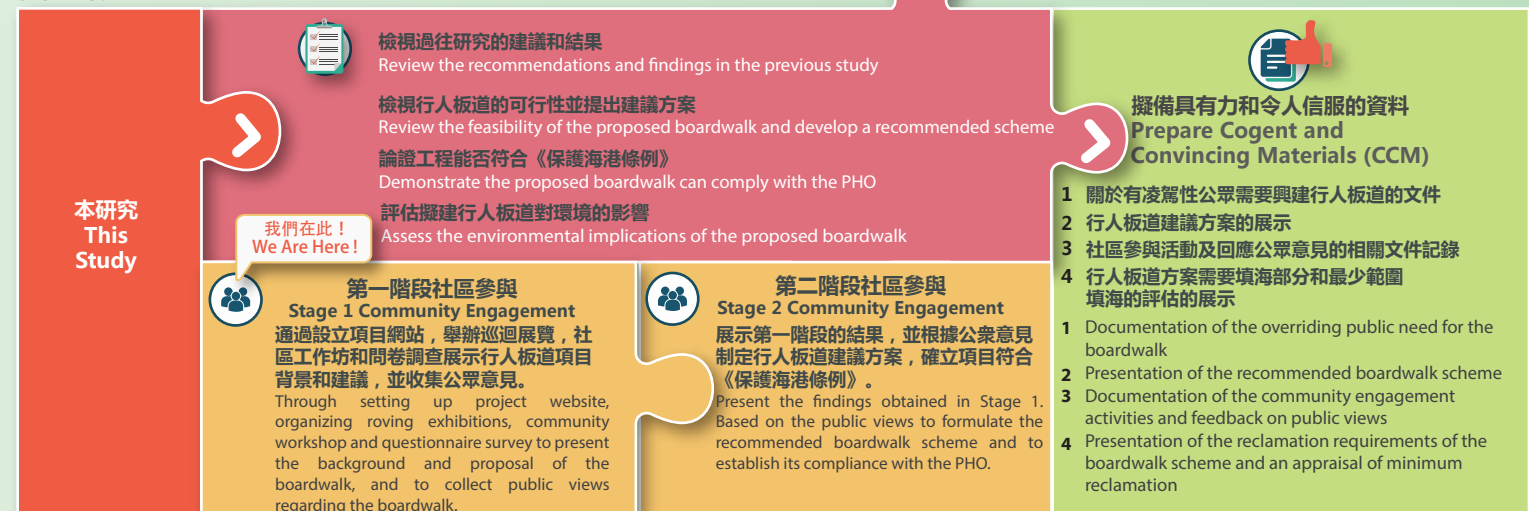 本研究
This
Study
檢視過往研究的建議和結果
Review the recommendations and findings in the previous study
檢視行人板道的可行性並提出建議方案
Review the feasibility of the proposed boardwalk and develop a recommended scheme
論證工程能否符合《保護海港條例》
Demonstrate the proposed boardwalk can comply with the PHO
評估擬建行人板道對環境的影響
Assess the environmental implications of the proposed boardwalk
我們在此！
We Are Here!
第一階段社區參與
Stage 1 Community Engagement
通過設立項目網站，舉辦巡迴展覽，社
區工作坊和問卷調查展示行人板道項目
背景和建議，並收集公眾意見。
Through setting up project website,
organizing roving exhibitions, community
workshop and questionnaire survey to present
the background and proposal of the
boardwalk, and to collect public views
regarding the boardwalk.
第二階段社區參與
Stage 2 Community Engagement
展示第一階段的結果，並根據公眾意見
制定行人板道建議方案，確立項目符合
《保護海港條例》。
Present the findings obtained in Stage 1.
Based on the public views to formulate the
recommended boardwalk scheme and to
establish its compliance with the PHO.
擬備具有力和令人信服的資料
Prepare Cogent and
Convincing Materials (CCM)
1 關於有凌駕性公眾需要興建行人板道的文件
2 行人板道建議方案的展示
3 社區參與活動及回應公眾意見的相關文件記錄
4 行人板道方案需要填海部分和最少範圍
填海的評估的展示
1 Documentation of the overriding public need for the
boardwalk
2 Presentation of the recommended boardwalk scheme
3 Documentation of the community engagement
activities and feedback on public views
4 Presentation of the reclamation requirements of the
boardwalk scheme and an appraisal of minimum
reclamation